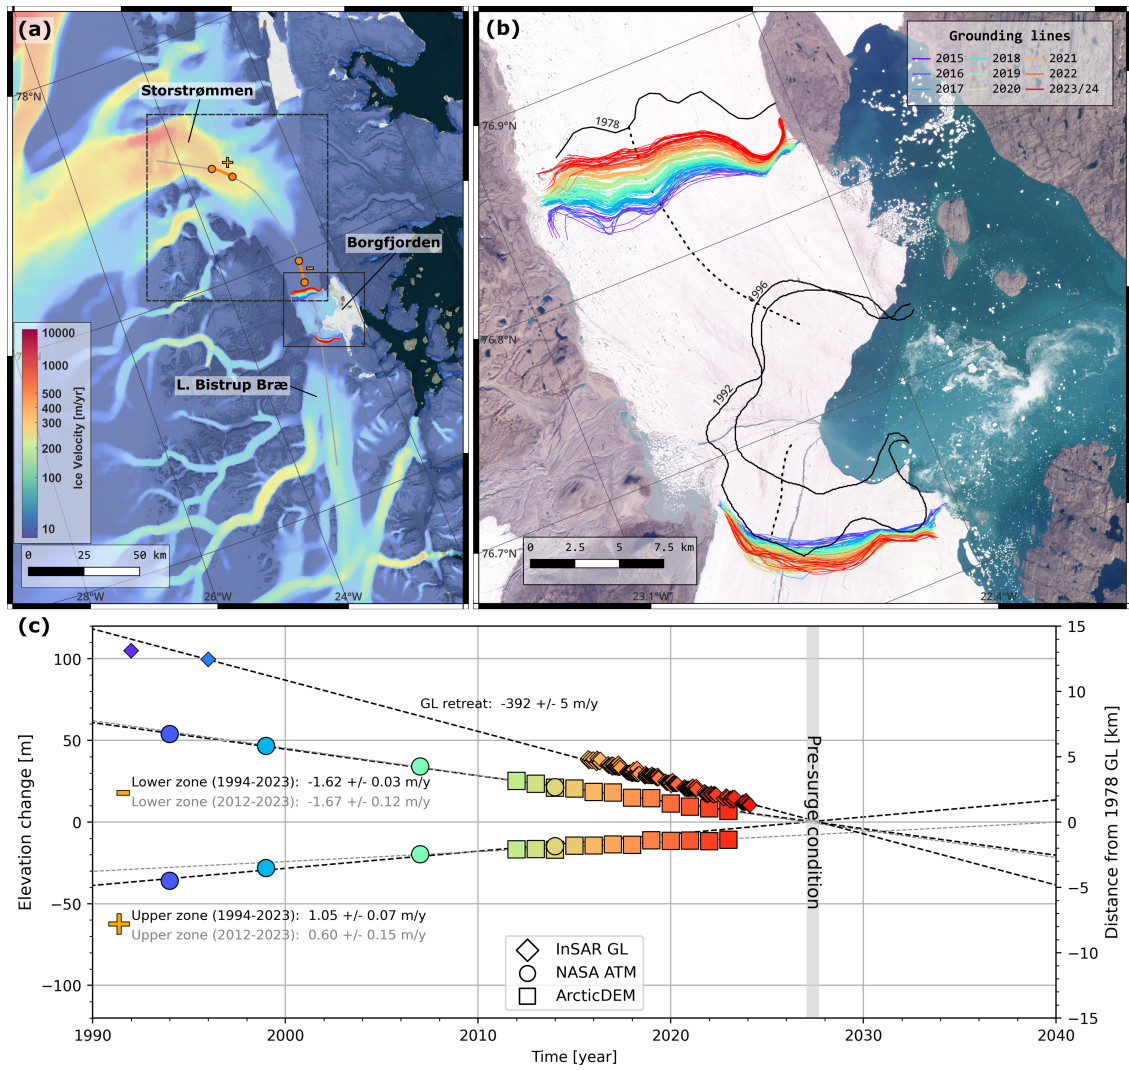 (a)
Storstrømmen
78°N
+
-
Borgfjorden
L. Bistrup Bræ
10000
1000
500
400
300
200
100
10
Ice Velocity [m/yr]
0 25 50 km
28°W 26°W 24°W
(b)
Grounding lines
2015 2018 2021
2016 2019 2022
2017 2020 2023/24
1978
76.9°N
1996
76.8°N
1992
76.7°N
0 2.5 5 7.5 km
23.1°W 22.4°W
(c)
Elevation change [m]
100
50
0
−50
−100
GL retreat: -392 +/- 5 m/y
Lower zone (1994-2023): -1.62 +/- 0.03 m/y
Lower zone (2012-2023): -1.67 +/- 0.12 m/y
Upper zone (1994-2023): 1.05 +/- 0.07 m/y
Upper zone (2012-2023): 0.60 +/- 0.15 m/y
InSAR GL
NASA ATM
ArcticDEM
Pre-surge condition
15
10
5
0
−5
−10
−15
Distance from 1978 GL [km]
1990 2000 2010 2020 2030 2040
Time [year]